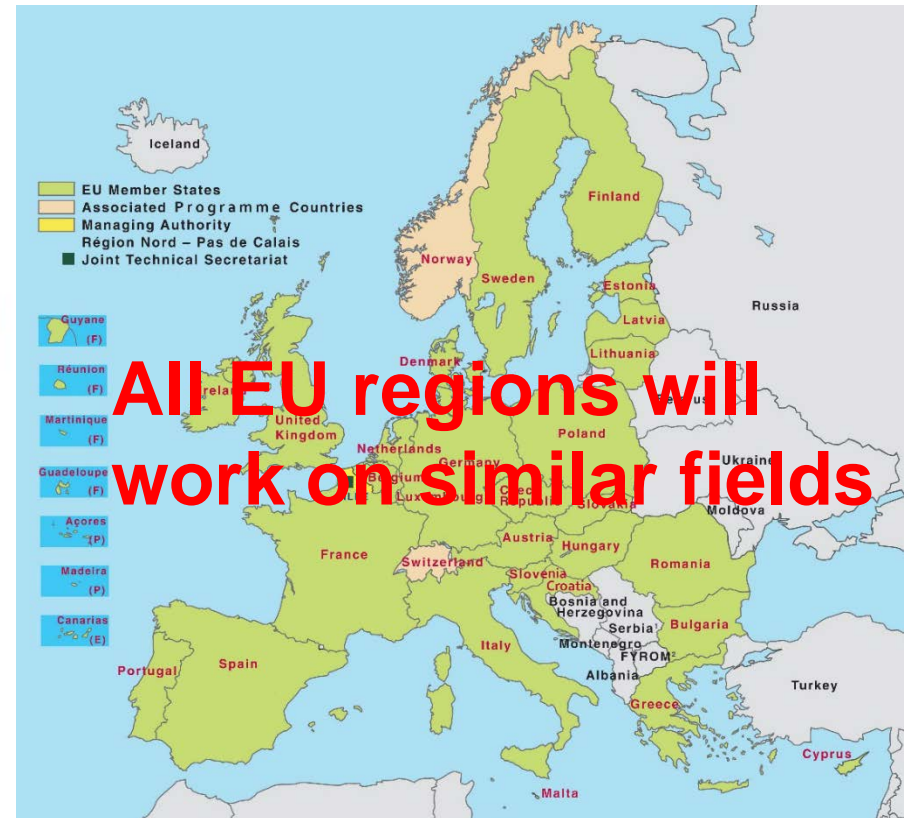 Iceland
EU Member States
Associated Programme Countries
Managing Authority
Région Nord – Pas de Calais
Joint Technical Secretariat
Norway
Sweden
Finland
Estonia
Latvia
Lithuania
Russia
Guyane
(F)
Réunion
(F)
Martinique
(F)
Guadeloupe
(F)
Açores
(P)
Madeira
(P)
Canarias
(E)
Denmark
All EU regions will
work on similar fields
United
Kingdom
Netherlands
Belgium
Germany
Poland
Ukraine
Moldova
Slovakia
France
Switzerland
Austria
Hungary
Slovenia
Croatia
Romania
Bosnia and
Herzegovina
Serbia
Bulgaria
Montenegro
FYROM²
Albania
Italy
Portugal
Spain
Greece
Turkey
Cyprus
Malta